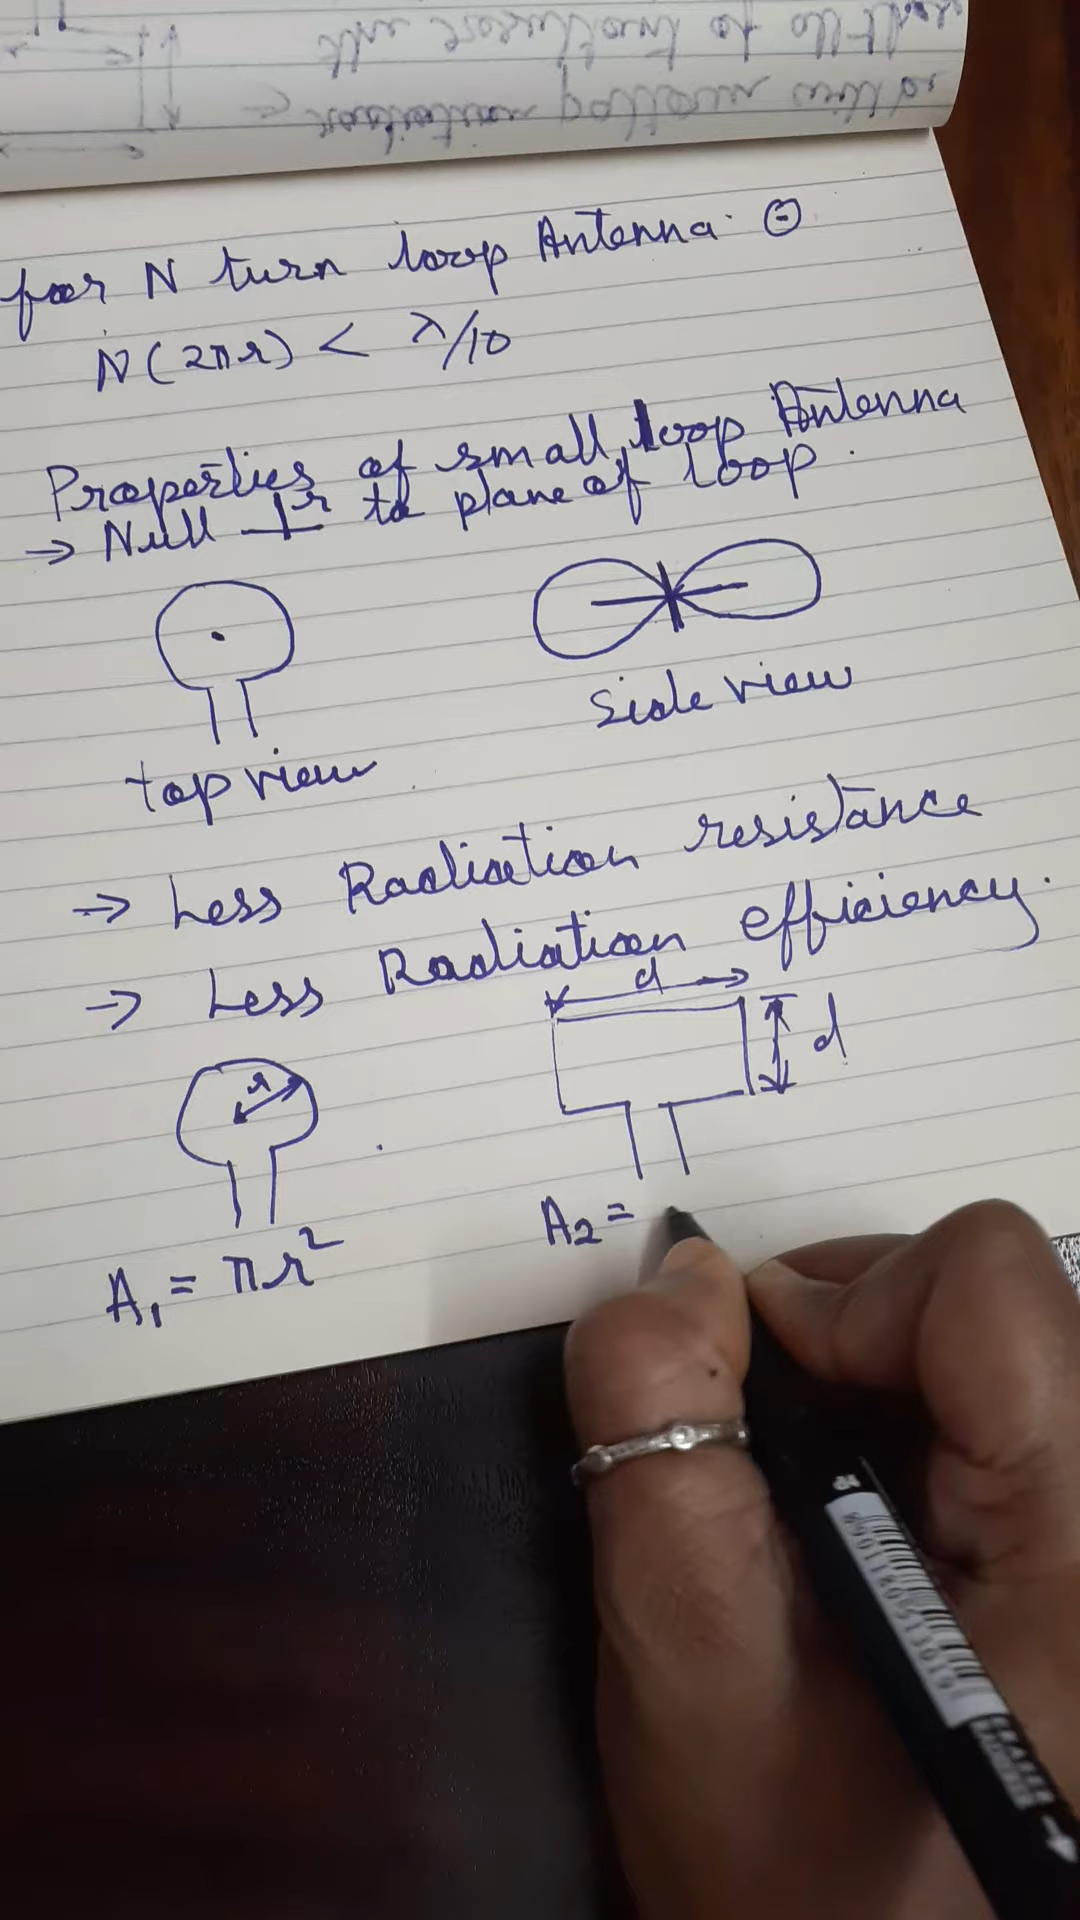 for N turn loop Antenna :-
N(2πr) < λ/10
Properties of small loop Antenna
→ Null ⊥r to plane of loop.
top view
side view
→ Less Radiation resistance
→ Less Radiation efficiency.
r
d
d
A₁ = πr²
A₂ =